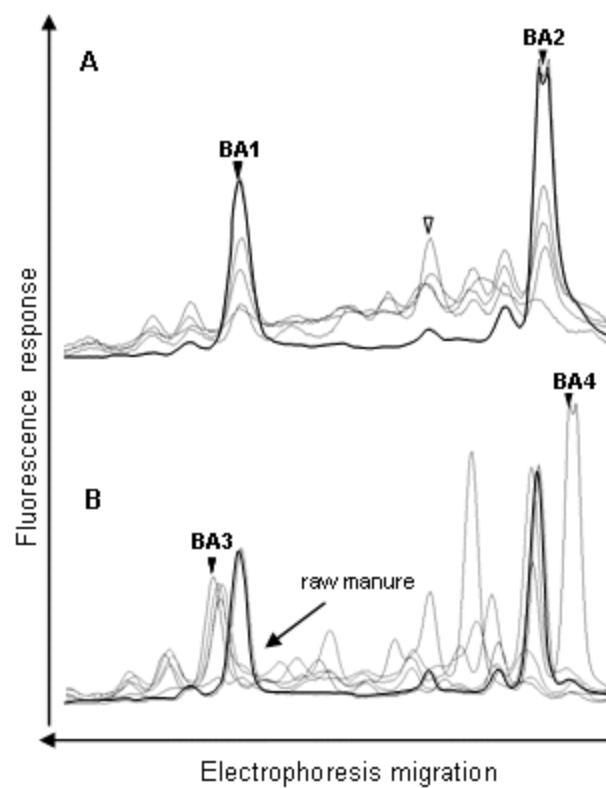 A
BA1
BA2
B
BA3
BA4
raw manure
Fluorescence response
Electrophoresis migration